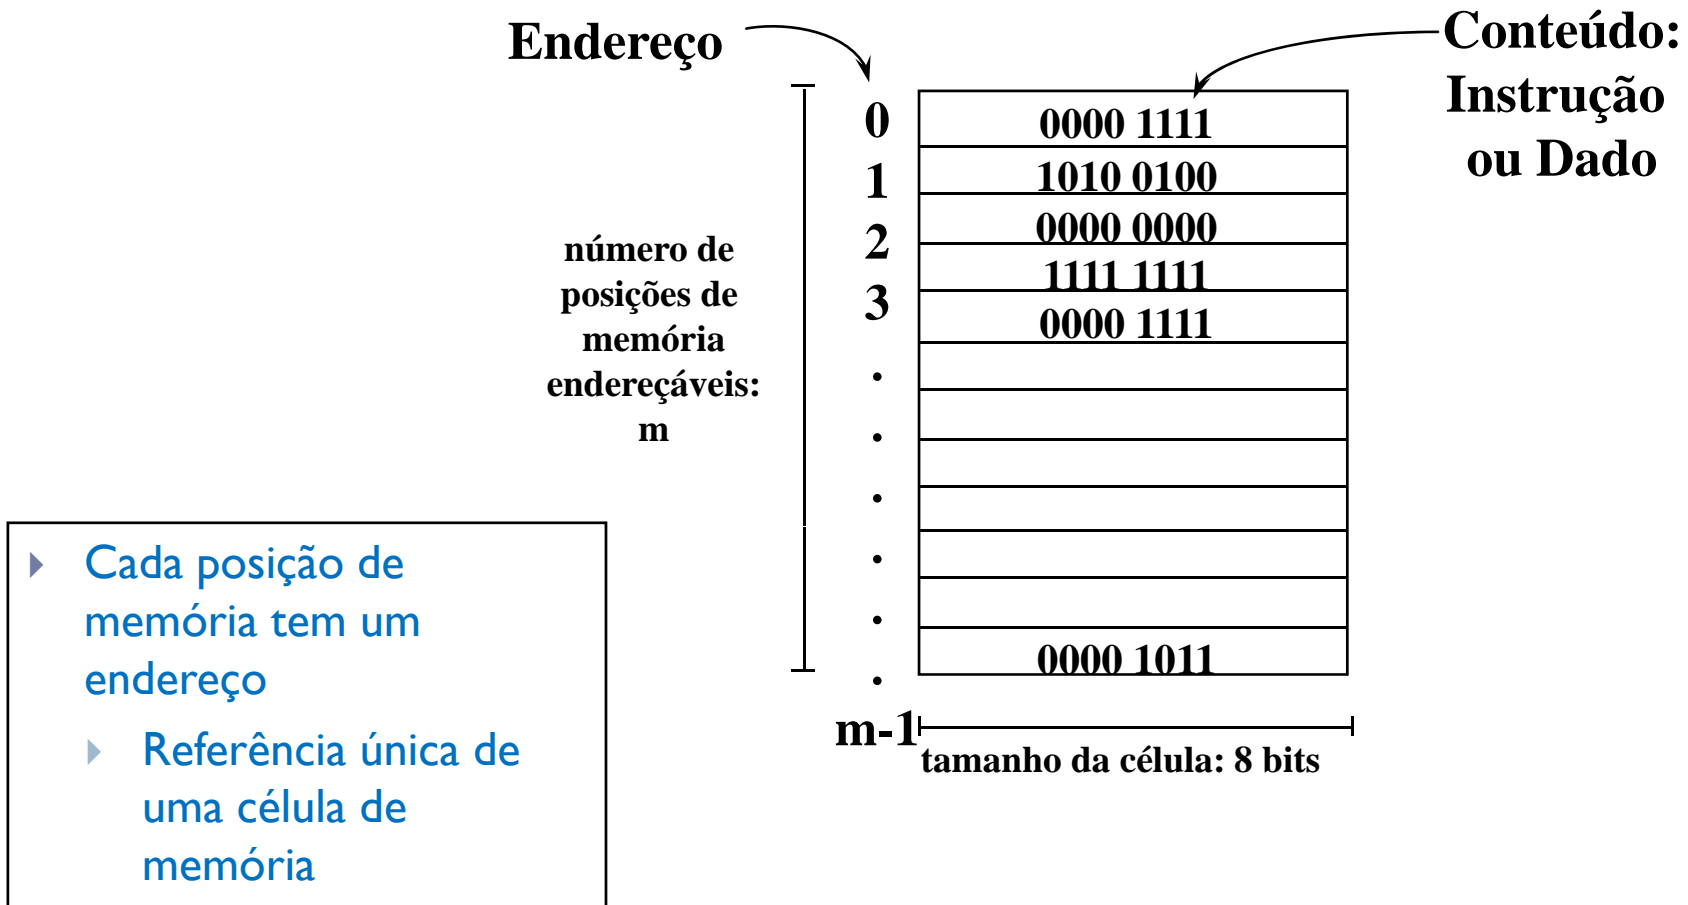 Endereço
Conteúdo:
Instrução
ou Dado
número de
posições de
memória
endereçáveis:
m
0 0000 1111
1 1010 0100
2 0000 0000
3 1111 1111
0000 1111
.
.
.
.
.
.
0000 1011
m-1
tamanho da célula: 8 bits
Cada posição de
memória tem um
endereço
Referência única de
uma célula de
memória